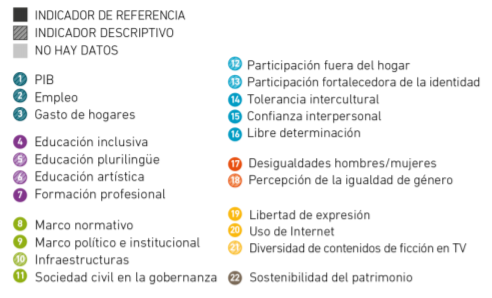 INDICADOR DE REFERENCIA
INDICADOR DESCRIPTIVO
NO HAY DATOS
1 PIB
2 Empleo
3 Gasto de hogares
4 Educación inclusiva
5 Educación plurilingüe
6 Educación artística
7 Formación profesional
8 Marco normativo
9 Marco político e institucional
10 Infraestructuras
11 Sociedad civil en la gobernanza
12 Participación fuera del hogar
13 Participación fortalecedora de la identidad
14 Tolerancia intercultural
15 Confianza interpersonal
16 Libre determinación
17 Desigualdades hombres/mujeres
18 Percepción de la igualdad de género
19 Libertad de expresión
20 Uso de Internet
21 Diversidad de contenidos de ficción en TV
22 Sostenibilidad del patrimonio